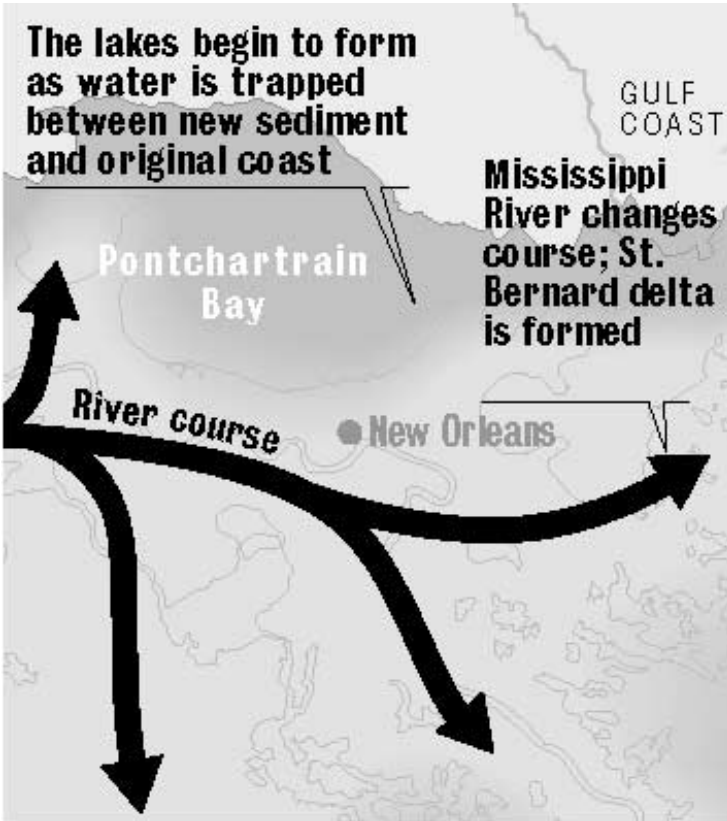 The lakes begin to form
as water is trapped
between new sediment
and original coast
GULF
COAST
Mississippi
River changes
course; St.
Bernard delta
is formed
Pontchartrain
Bay
River course
New Orleans